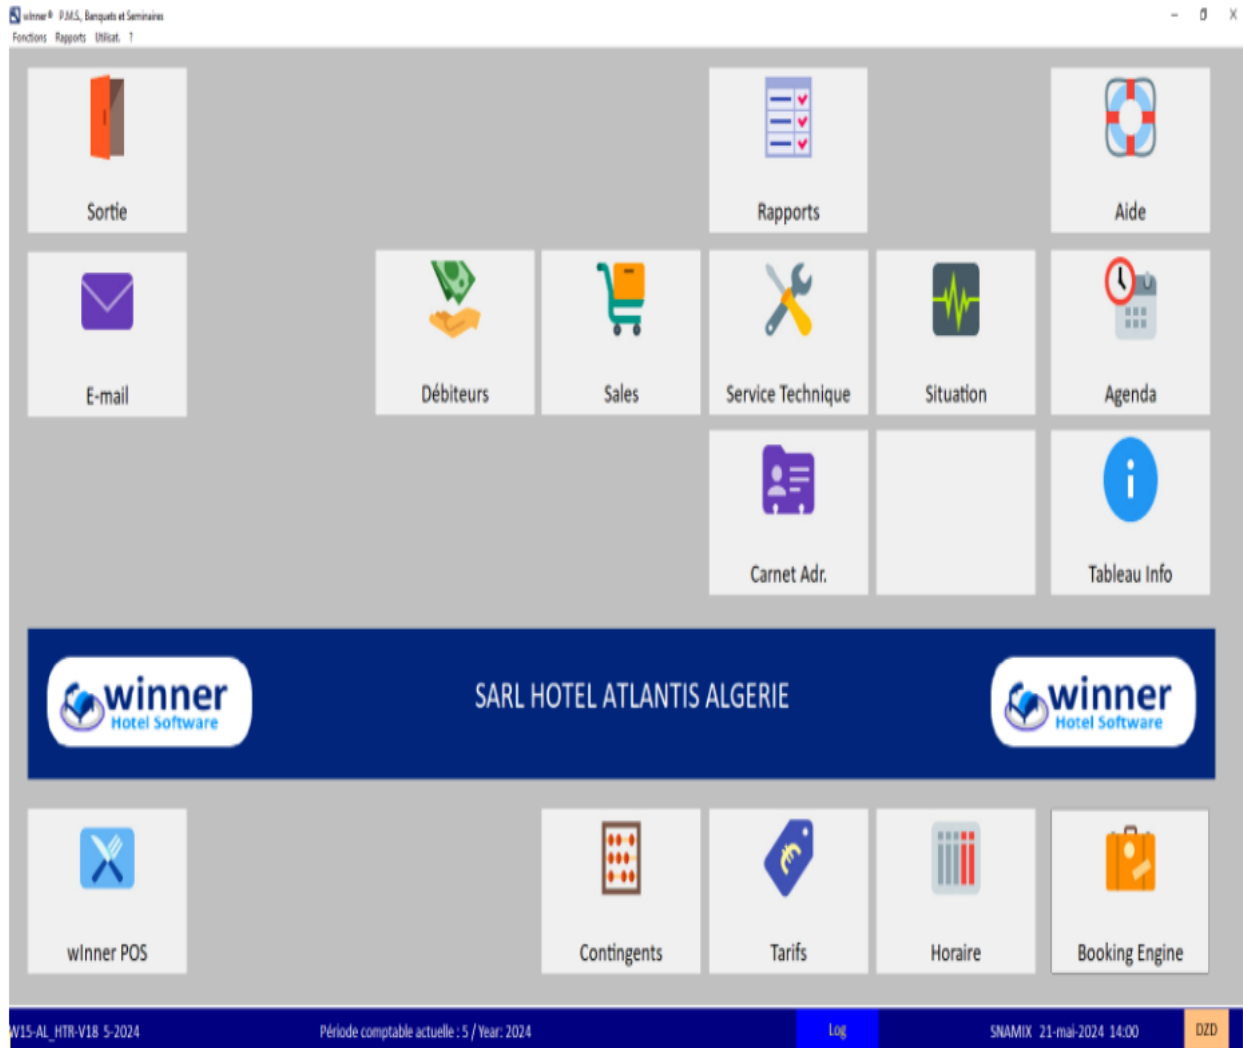 wInner® P.M.S, Banquets et Seminaires
Fonctions Rapports Utilisat. ?
Sortie
Rapports
Aide
E-mail
Débiteurs
Sales
Service Technique
Situation
Agenda
Carnet Adr.
Tableau Info
winner
Hotel Software
SARL HOTEL ATLANTIS ALGERIE
winner
Hotel Software
wInner POS
Contingents
Tarifs
Horaire
Booking Engine
W15-AL_HTR-V18 5-2024
Période comptable actuelle : 5 / Year: 2024
Log
SNAMIX 21-mai-2024 14:00
DZD